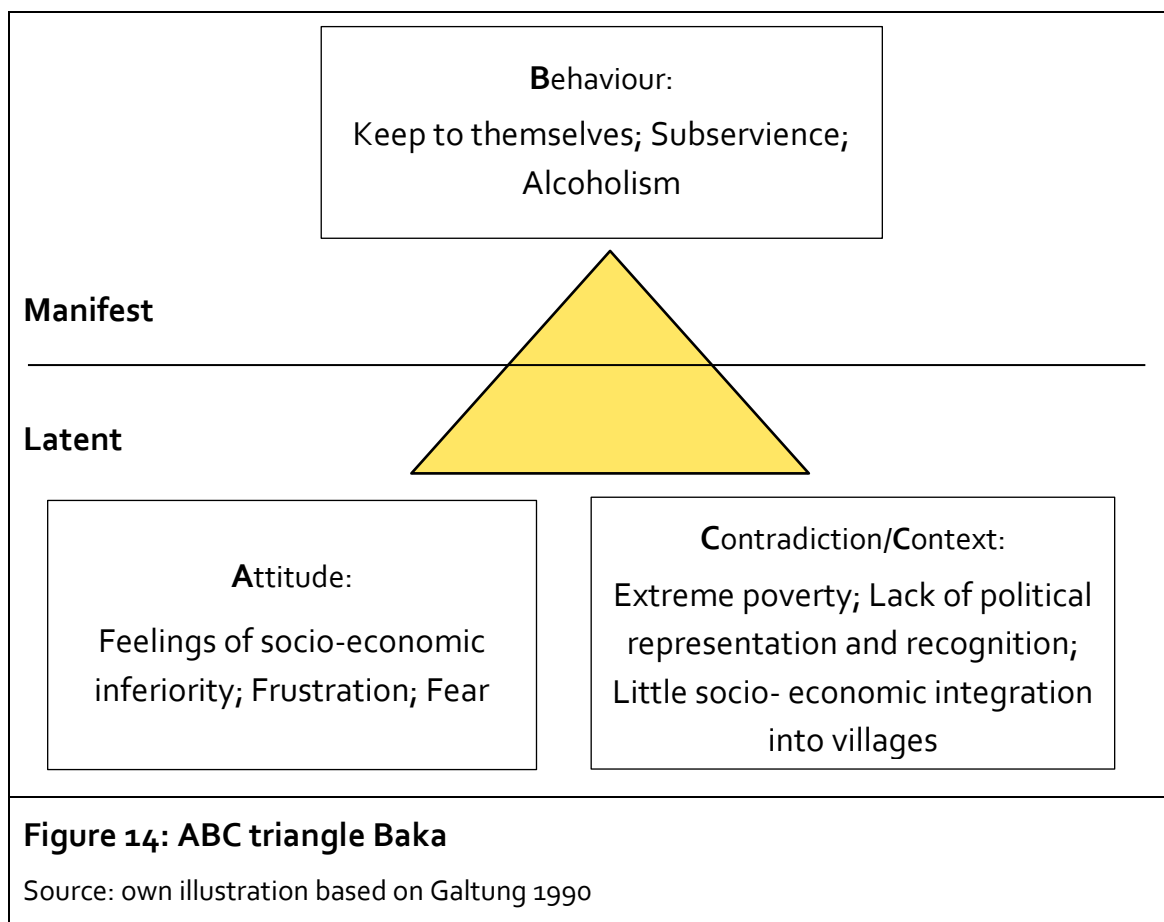 Behaviour:
Keep to themselves; Subservience;
Alcoholism
Manifest
Latent
Attitude:
Feelings of socio-economic
inferiority; Frustration; Fear
Contradiction/Context:
Extreme poverty; Lack of political
representation and recognition;
Little socio- economic integration
into villages
Figure 14: ABC triangle Baka
Source: own illustration based on Galtung 1990